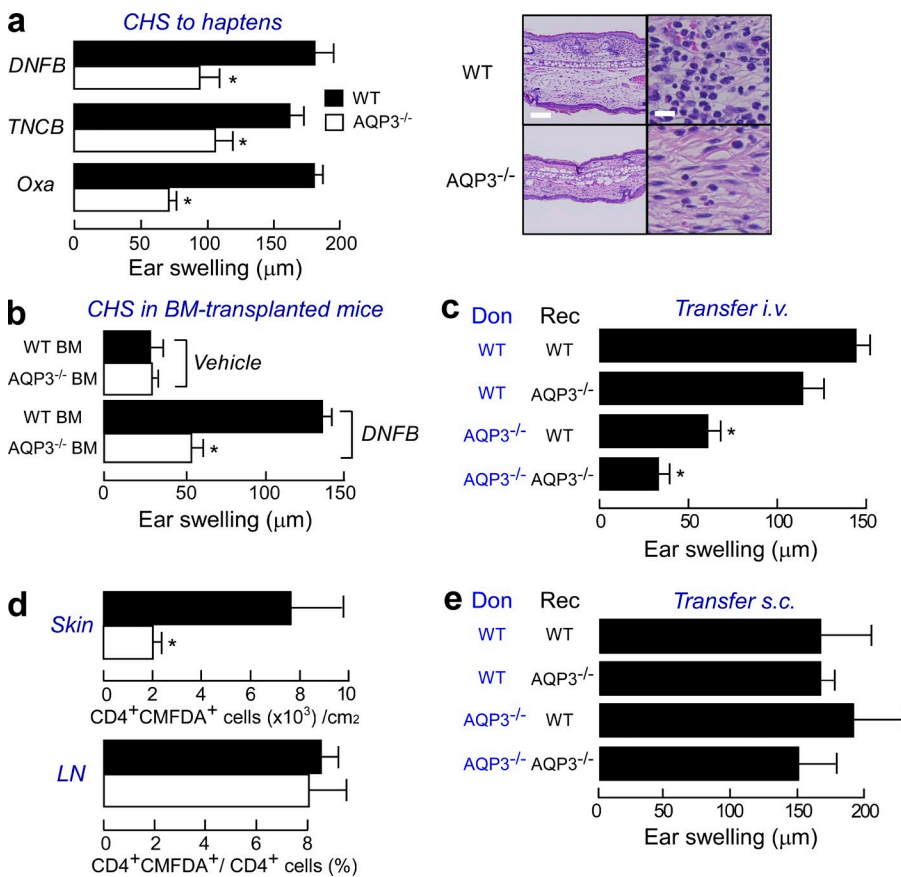 a
CHS to haptens
DNFB
*
TNCB
*
Oxa
*
WT
AQP3-/-
0 50 100 150 200
Ear swelling (μm)
WT
AQP3-/-
b
CHS in BM-transplanted mice
WT BM
AQP3-/- BM
Vehicle
WT BM
AQP3-/- BM
*
DNFB
0 50 100 150
Ear swelling (μm)
c
Don Rec Transfer i.v.
WT WT
WT AQP3-/-
AQP3-/- WT *
AQP3-/- AQP3-/- *
0 50 100 150
Ear swelling (μm)
d
Skin
*
0 2 4 6 8 10
CD4+CMFDA+ cells (x103) /cm2
LN
0 2 4 6 8
CD4+CMFDA+/ CD4+ cells (%)
e
Don Rec Transfer s.c.
WT WT
WT AQP3-/-
AQP3-/- WT
AQP3-/- AQP3-/-
0 50 100 150 200
Ear swelling (μm)